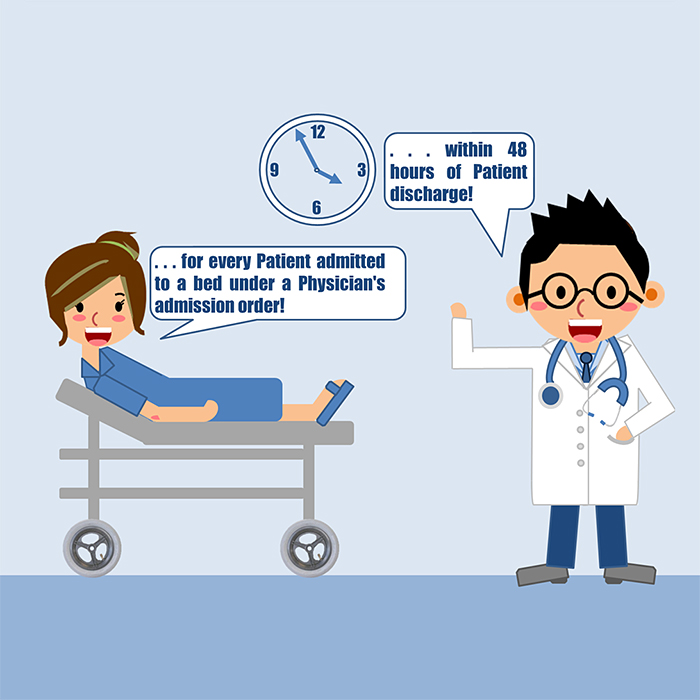 12
9
3
6
. . . within 48
hours of Patient
discharge!
. . . for every Patient admitted
to a bed under a Physician's
admission order!